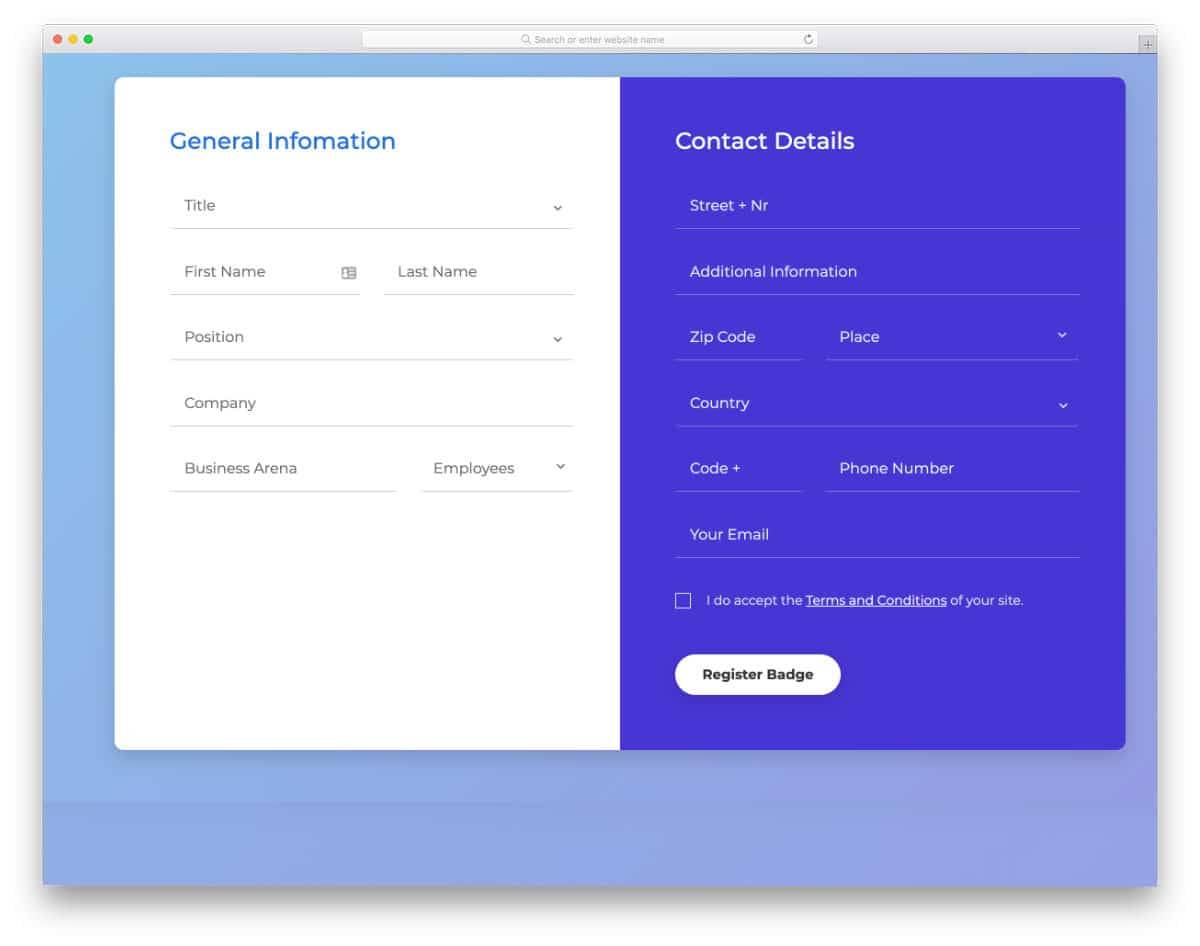 Search or enter website name
General Infomation
Title
First Name
Last Name
Position
Company
Business Arena
Employees
Contact Details
Street + Nr
Additional Information
Zip Code
Place
Country
Code +
Phone Number
Your Email
I do accept the Terms and Conditions of your site.
Register Badge